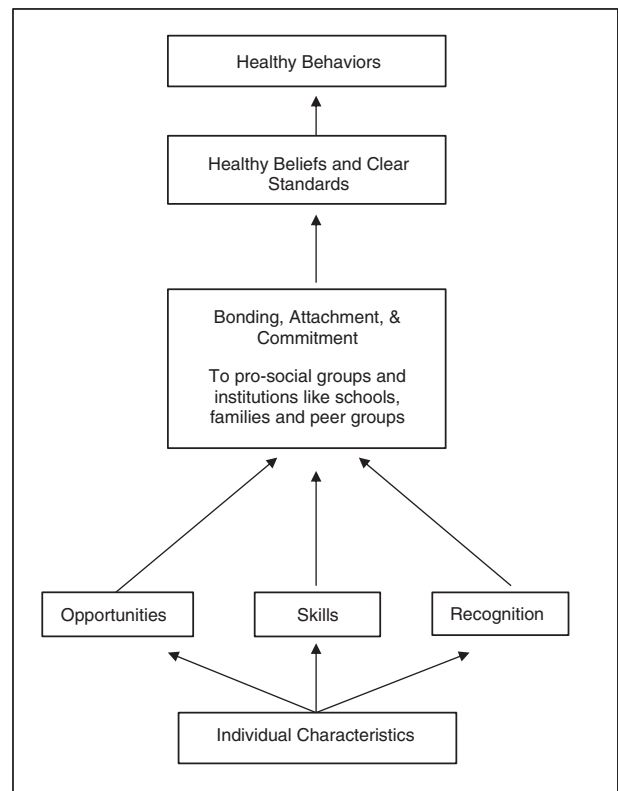 Healthy Behaviors
Healthy Beliefs and Clear
Standards
Bonding, Attachment, &
Commitment
To pro-social groups and
institutions like schools,
families and peer groups
Opportunities
Skills
Recognition
Individual Characteristics